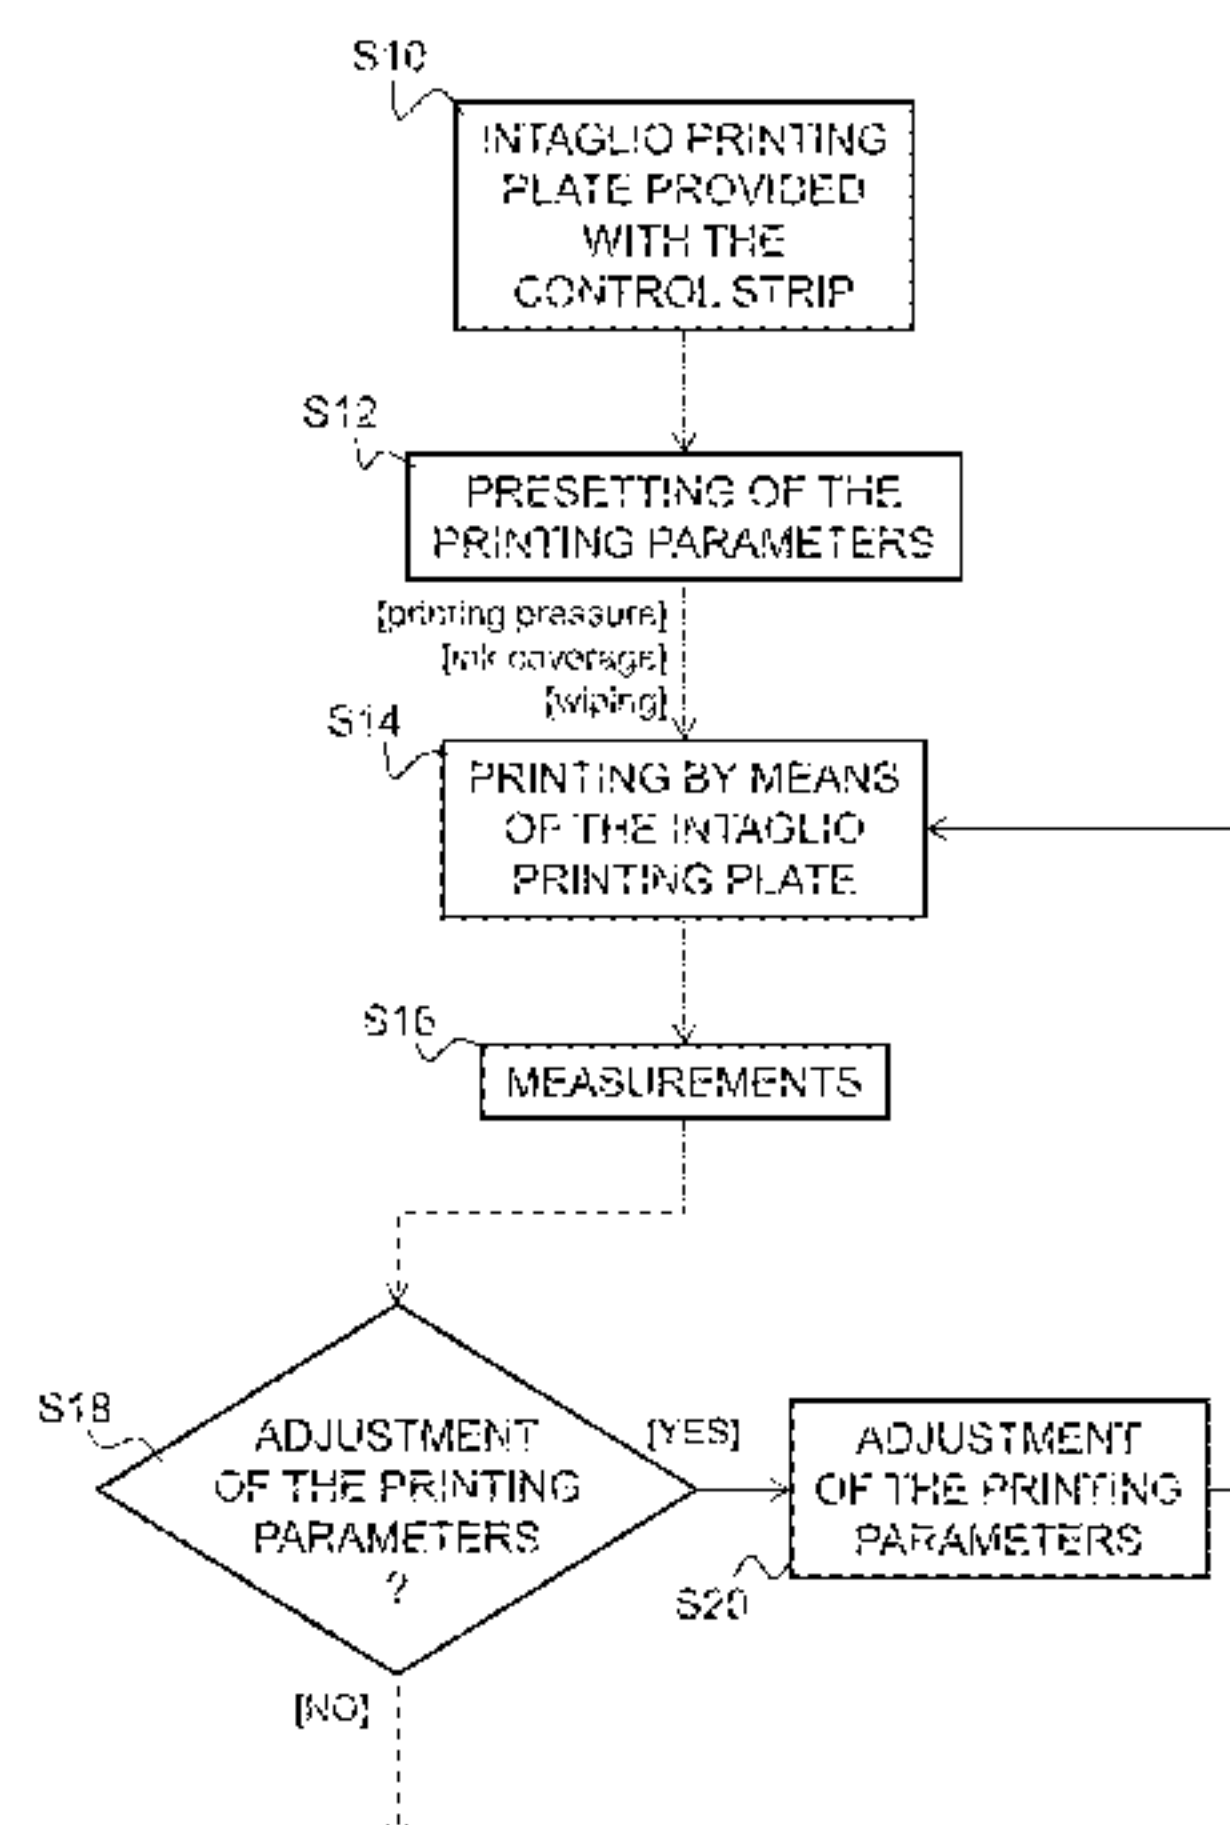 S10
INTAGLIO PRINTING
PLATE PROVIDED
WITH THE
CONTROL STRIP
S12
PRESETTING OF THE
PRINTING PARAMETERS
[printing pressure]
[ink coverage]
[wiping]
S14
PRINTING BY MEANS
OF THE INTAGLIO
PRINTING PLATE
S16
MEASUREMENTS
S18
ADJUSTMENT
OF THE PRINTING
PARAMETERS
?
[YES]
ADJUSTMENT
OF THE PRINTING
PARAMETERS
S20
[NO]